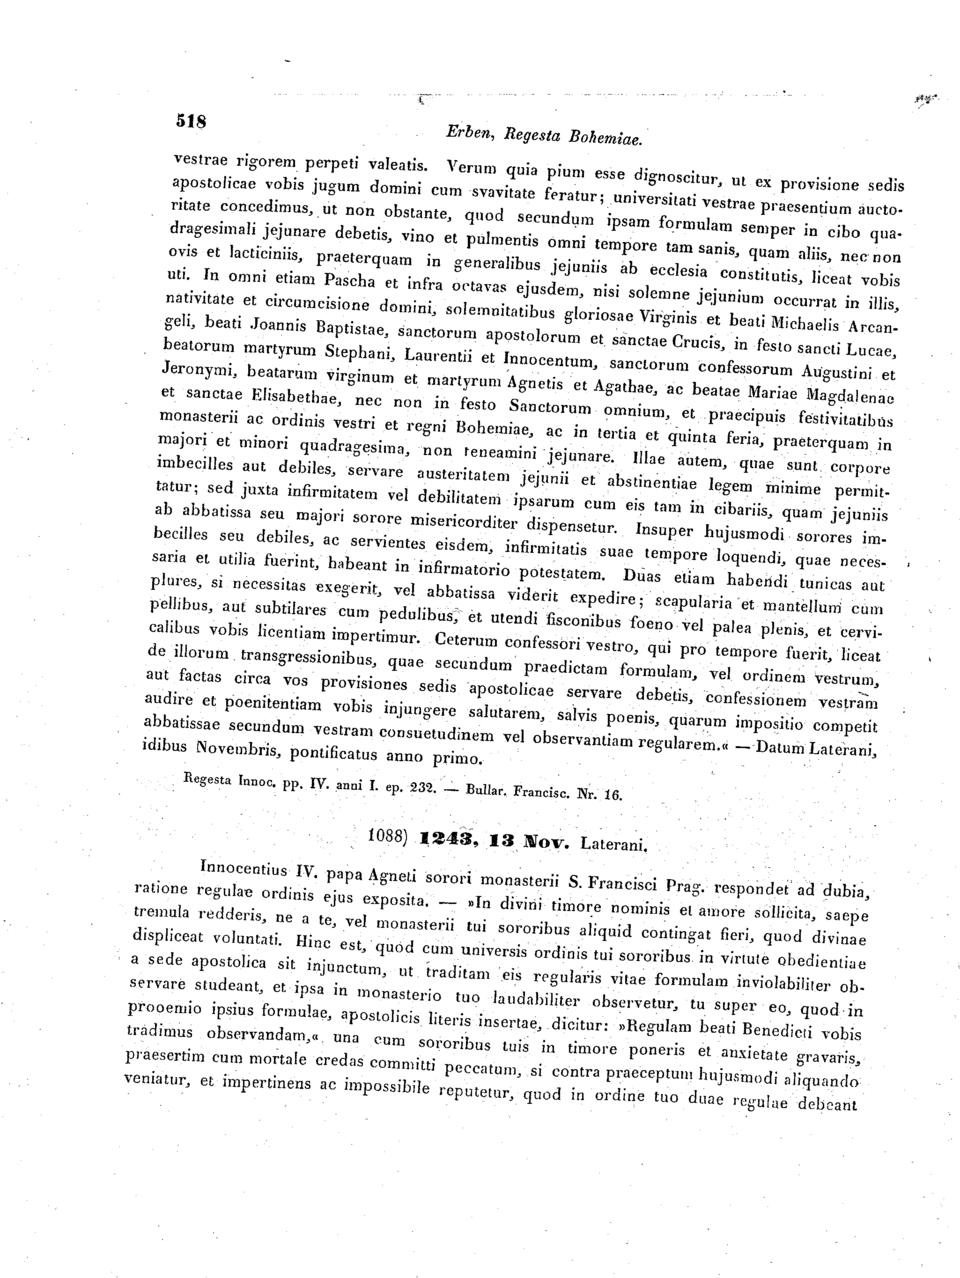 518
Erben, Regesta Bohemiae.
vestrae rigorem perpeti valeatis. Verum quia pium esse dignoscitur, ut ex provisione sedis
apostolicae vobis jugum domini cum svavitate feratur; universitati vestrae praesentium aucto-
ritate concedimus, ut non obstante, quod secundum ipsam formulam semper in cibo qua-
dragesimali jejunare debetis, vino et pulmentis omni tempore tam sanis, quam aliis, nec non
ovis et lacticiniis, praeterquam in generalibus jejuniis ab ecclesia constitutis, liceat vobis
uti. In omni etiam Pascha et infra octavas ejusdem, nisi solemne jejunium occurrat in illis,
nativitate et circumcisione domini, solemnitatibus gloriosae Virginis et beati Michaelis Arcan-
geli, beati Joannis Baptistae, sanctorum apostolorum et sanctae Crucis, in festo sancti Lucae,
beatorum martyrum Stephani, Laurentii et Innocentum, sanctorum confessorum Augustini et
Jeronymi, beatarum virginum et martyrum Agnetis et Agathae, ac beatae Mariae Magdalenae
et sanctae Elisabethae, nec non in festo Sanctorum omnium, et praecipuis festivitatibus
monasterii ac ordinis vestri et regni Bohemiae, ac in tertia et quinta feria, praeterquam in
majori et minori quadragesima, non teneamini jejunare. Illae autem, quae sunt corpore
imbecilles aut debiles, servare austeritatem jejunii et abstinentiae legem minime permit-
tatur; sed juxta infirmitatem vel debilitatem ipsarum cum eis tam in cibariis, quam jejuniis
ab abbatissa seu majori sorore misericorditer dispensetur. Insuper hujusmodi sorores im-
becilles seu debiles, ac servientes eisdem, infirmitatis suae tempore loquendi, quae neces-
saria et utilia fuerint, habeant in infirmatorio potestatem. Duas etiam habendi tunicas aut
plures, si necessitas exegerit, vel abbatissa viderit expedire; scapularia et mantellum cum
pellibus, aut subtilares cum pedulibus, et utendi fisconibus foeno vel palea plenis, et cervi-
calibus vobis licentiam impertimur. Ceterum confessori vestro, qui pro tempore fuerit, liceat
de illorum transgressionibus, quae secundum praedictam formulam, vel ordinem vestrum,
aut factas circa vos provisiones sedis apostolicae servare debetis, confessionem vestram
audire et poenitentiam vobis injungere salutarem, salvis poenis, quarum impositio competit
abbatissae secundum vestram consuetudinem vel observantiam regularem.« — Datum Laterani,
idibus Novembris, pontificatus anno primo.
Regesta Innoc. pp. IV. anni I. ep. 232. — Bullar. Francisc. Nr. 16.
1088) 1243, 13 Nov. Laterani.
Innocentius IV. papa Agneti sorori monasterii S. Francisci Prag. respondet ad dubia,
ratione regulae ordinis ejus exposita. — »In divini timore nominis et amore sollicita, saepe
tremula redderis, ne a te, vel monasterii tui sororibus aliquid contingat fieri, quod divinae
displiceat voluntati. Hinc est, quod cum universis ordinis tui sororibus in virtute obedientiae
a sede apostolica sit injunctum, ut traditam eis regularis vitae formulam inviolabiliter ob-
servare studeant, et ipsa in monasterio tuo laudabiliter observetur, tu super eo, quod in
prooemio ipsius formulae, apostolicis literis insertae, dicitur: »Regulam beati Benedicti vobis
tradimus observandam,« una cum sororibus tuis in timore poneris et anxietate gravaris,
praesertim cum mortale credas committi peccatum, si contra praeceptum hujusmodi aliquando
veniatur, et impertinens ac impossibile reputetur, quod in ordine tuo duae regulae debeant